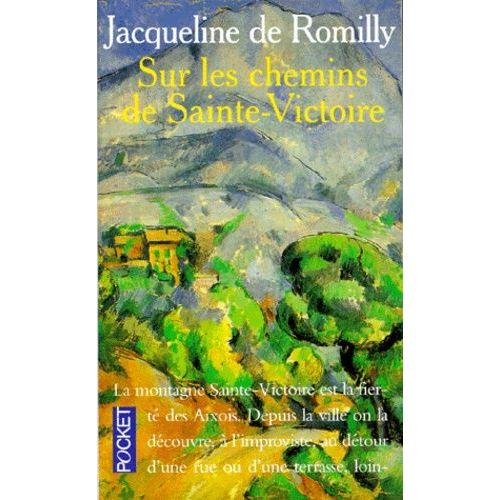 Jacqueline de Romilly
Sur les chemins
de Sainte-Victoire
La montagne Sainte-Victoire est la fier-
té des Aixois. Depuis la ville on la
découvre, à l'improviste, au détour
d'une rue ou d'une terrasse, loin-
POCKET